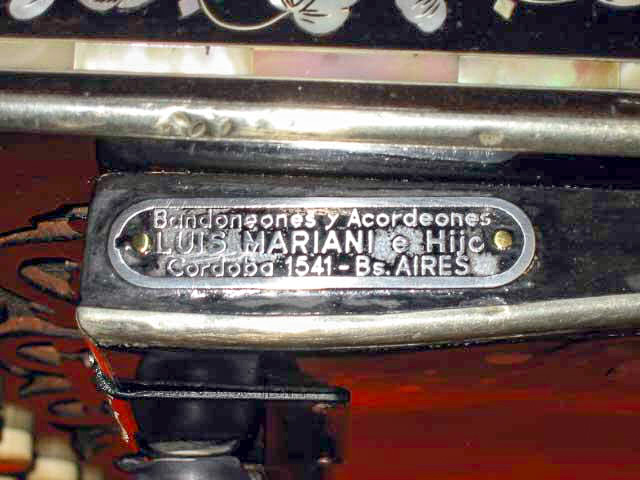 Bandoneones y Acordeones
LUIS MARIANI e Hijo
Cordoba 1541 - Bs. AIRES